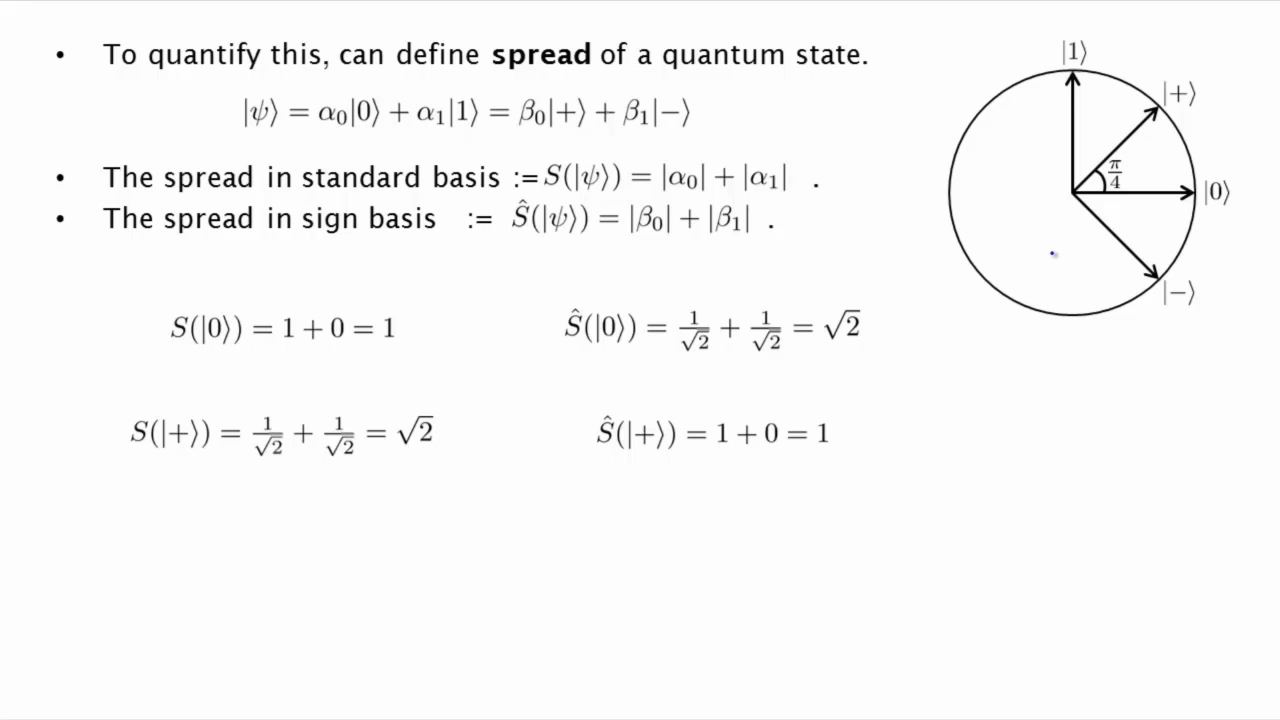 • To quantify this, can define spread of a quantum state.
|ψ⟩ = α₀|0⟩ + α₁|1⟩ = β₀|+⟩ + β₁|−⟩
• The spread in standard basis := S(|ψ⟩) = |α₀| + |α₁| .
• The spread in sign basis := Ŝ(|ψ⟩) = |β₀| + |β₁| .
|1⟩
|+⟩
π/4
|0⟩
|−⟩
S(|0⟩) = 1 + 0 = 1
Ŝ(|0⟩) = 1/√2 + 1/√2 = √2
S(|+⟩) = 1/√2 + 1/√2 = √2
Ŝ(|+⟩) = 1 + 0 = 1